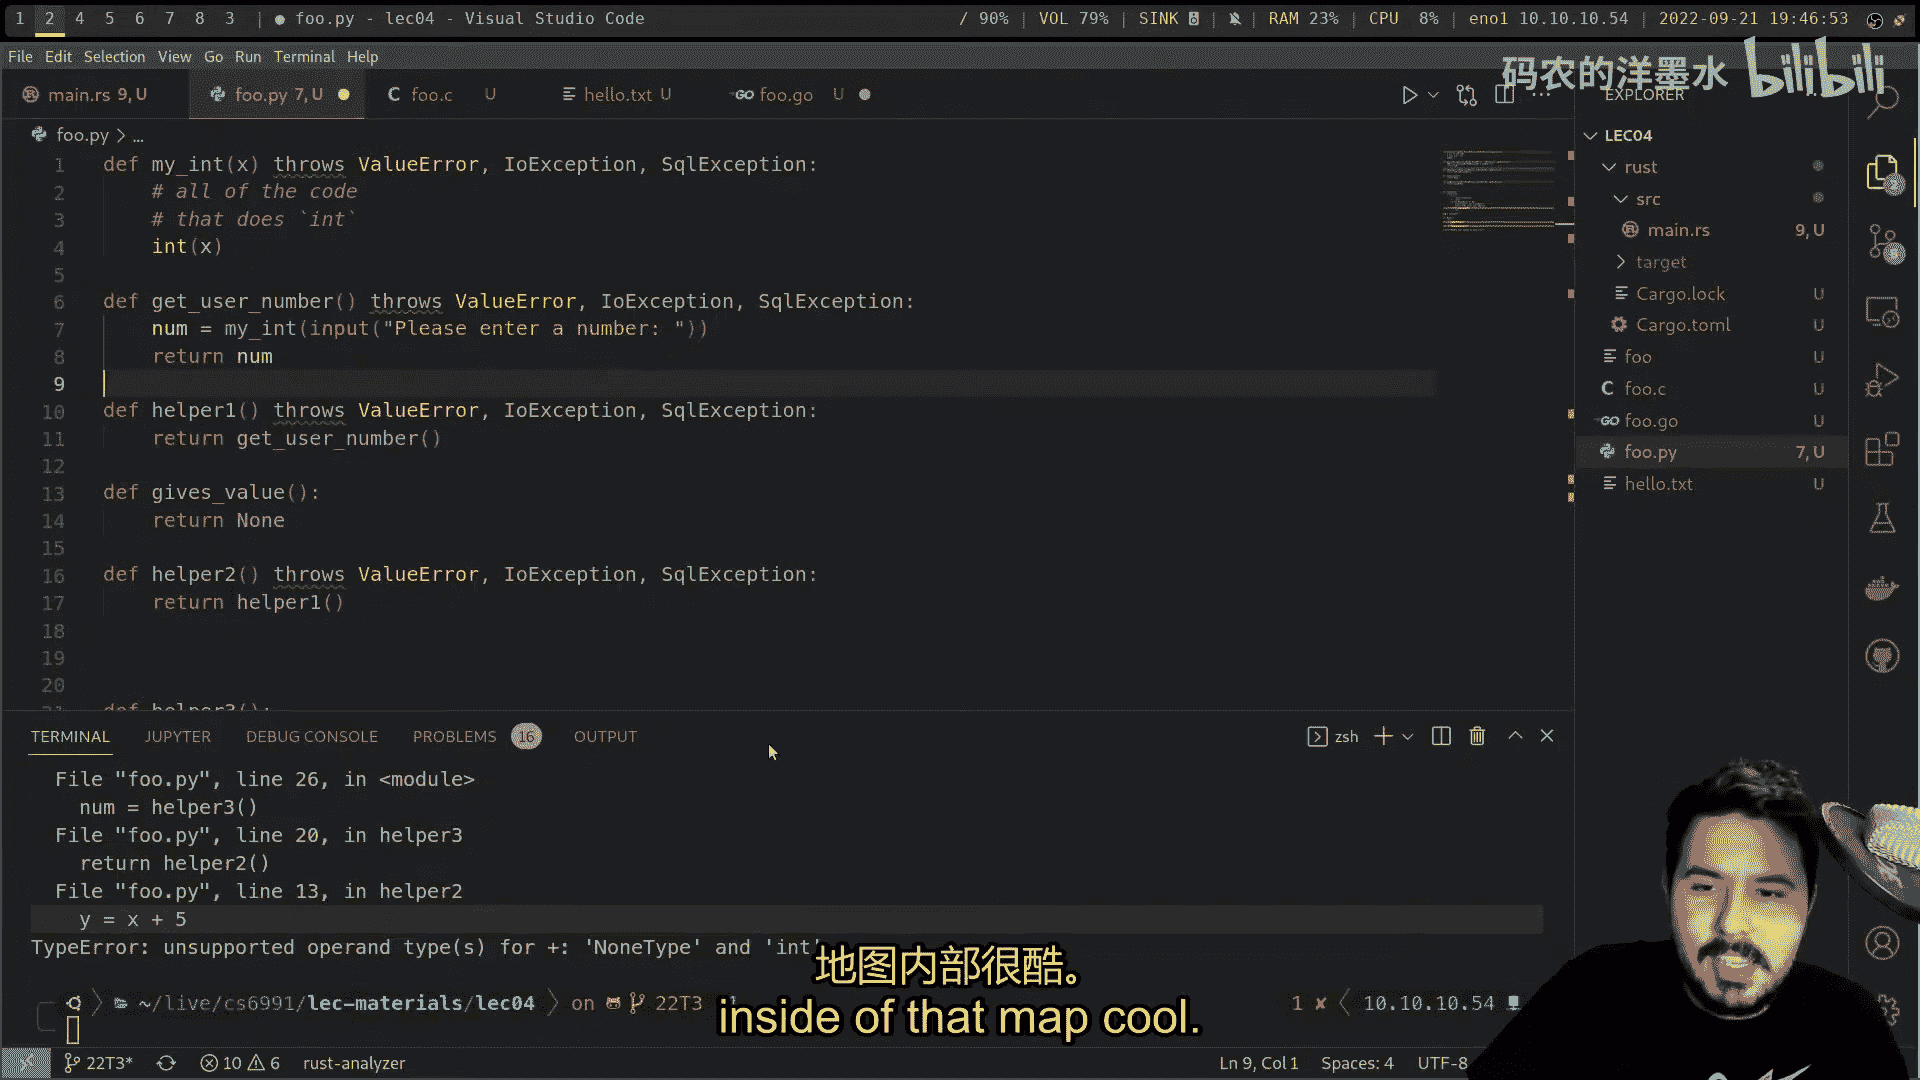 1 2 4 5 6 7 8 3 | ● foo.py - lec04 - Visual Studio Code
/ 90% | VOL 79% | SINK | RAM 23% | CPU 8% | eno1 10.10.10.54 | 2022-09-21 19:46:53
File Edit Selection View Go Run Terminal Help
码农的洋墨水 bilibili
main.rs 9, U
foo.py 7, U
C foo.c U
hello.txt U
GO foo.go U
EXPLORER
foo.py > ...
1 def my_int(x) throws ValueError, IoException, SqlException:
2 # all of the code
3 # that does `int`
4 int(x)
5
6 def get_user_number() throws ValueError, IoException, SqlException:
7 num = my_int(input("Please enter a number: "))
8 return num
9
10 def helper1() throws ValueError, IoException, SqlException:
11 return get_user_number()
12
13 def gives_value():
14 return None
15
16 def helper2() throws ValueError, IoException, SqlException:
17 return helper1()
18
19
20
21 def helper3():
LEC04
rust
src
main.rs 9, U
target
Cargo.lock U
Cargo.toml U
foo U
C foo.c U
GO foo.go U
foo.py 7, U
hello.txt U
TERMINAL JUPYTER DEBUG CONSOLE PROBLEMS 16 OUTPUT
zsh
File "foo.py", line 26, in <module>
num = helper3()
File "foo.py", line 20, in helper3
return helper2()
File "foo.py", line 13, in helper2
y = x + 5
TypeError: unsupported operand type(s) for +: 'NoneType' and 'int'
~/live/cs6991/lec-materials/lec04 on 22T3
1 ✘ 10.10.10.54
地图内部很酷。
inside of that map cool.
22T3* 10 6 rust-analyzer
Ln 9, Col 1 Spaces: 4 UTF-8